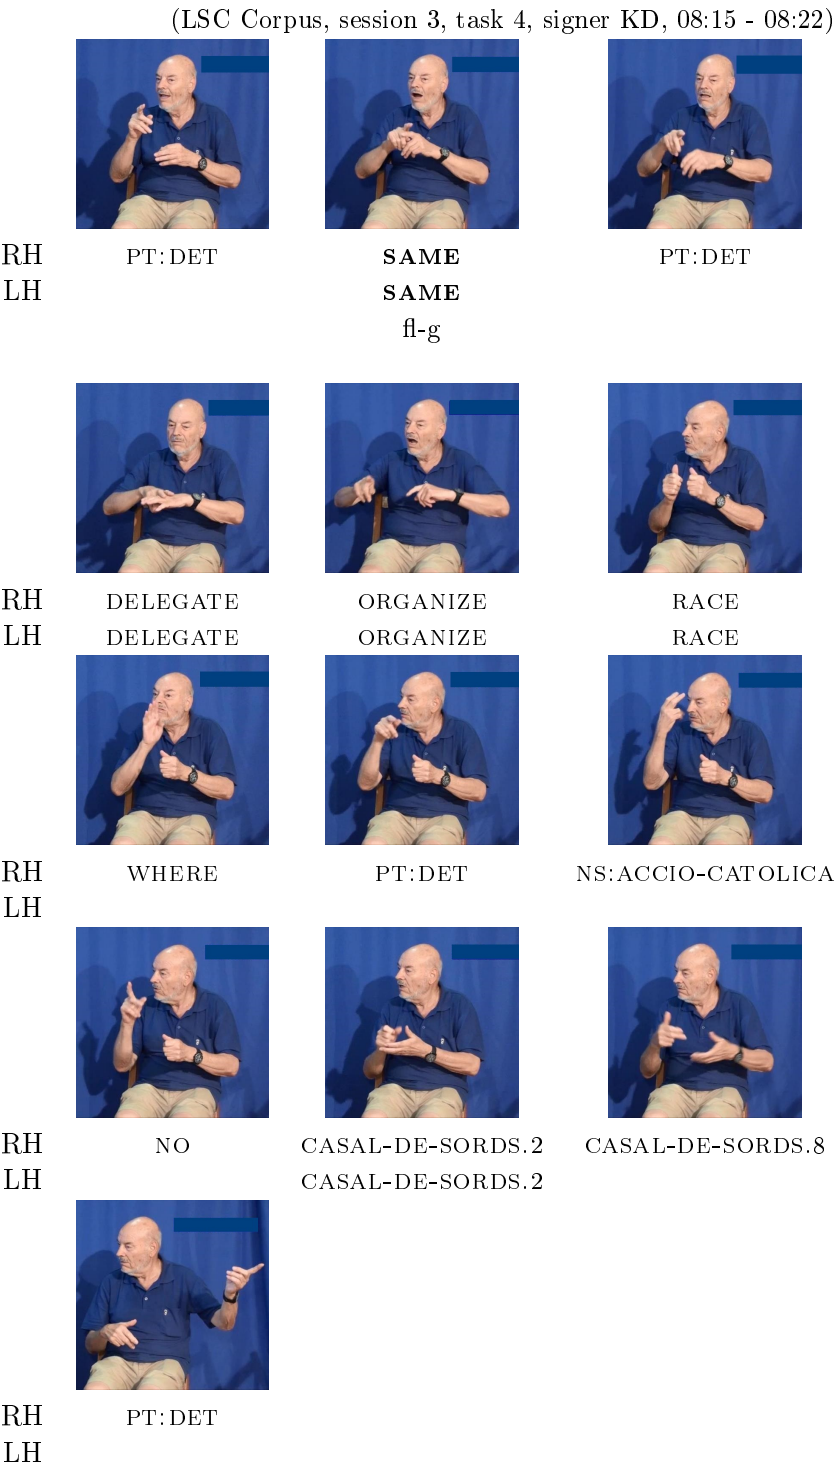 (LSC Corpus, session 3, task 4, signer KD, 08:15 - 08:22)
RH PT:DET SAME PT:DET
LH SAME
fl-g
RH DELEGATE ORGANIZE RACE
LH DELEGATE ORGANIZE RACE
RH WHERE PT:DET NS:ACCIO-CATOLICA
LH
RH NO CASAL-DE-SORDS.2 CASAL-DE-SORDS.8
LH CASAL-DE-SORDS.2
RH PT:DET
LH